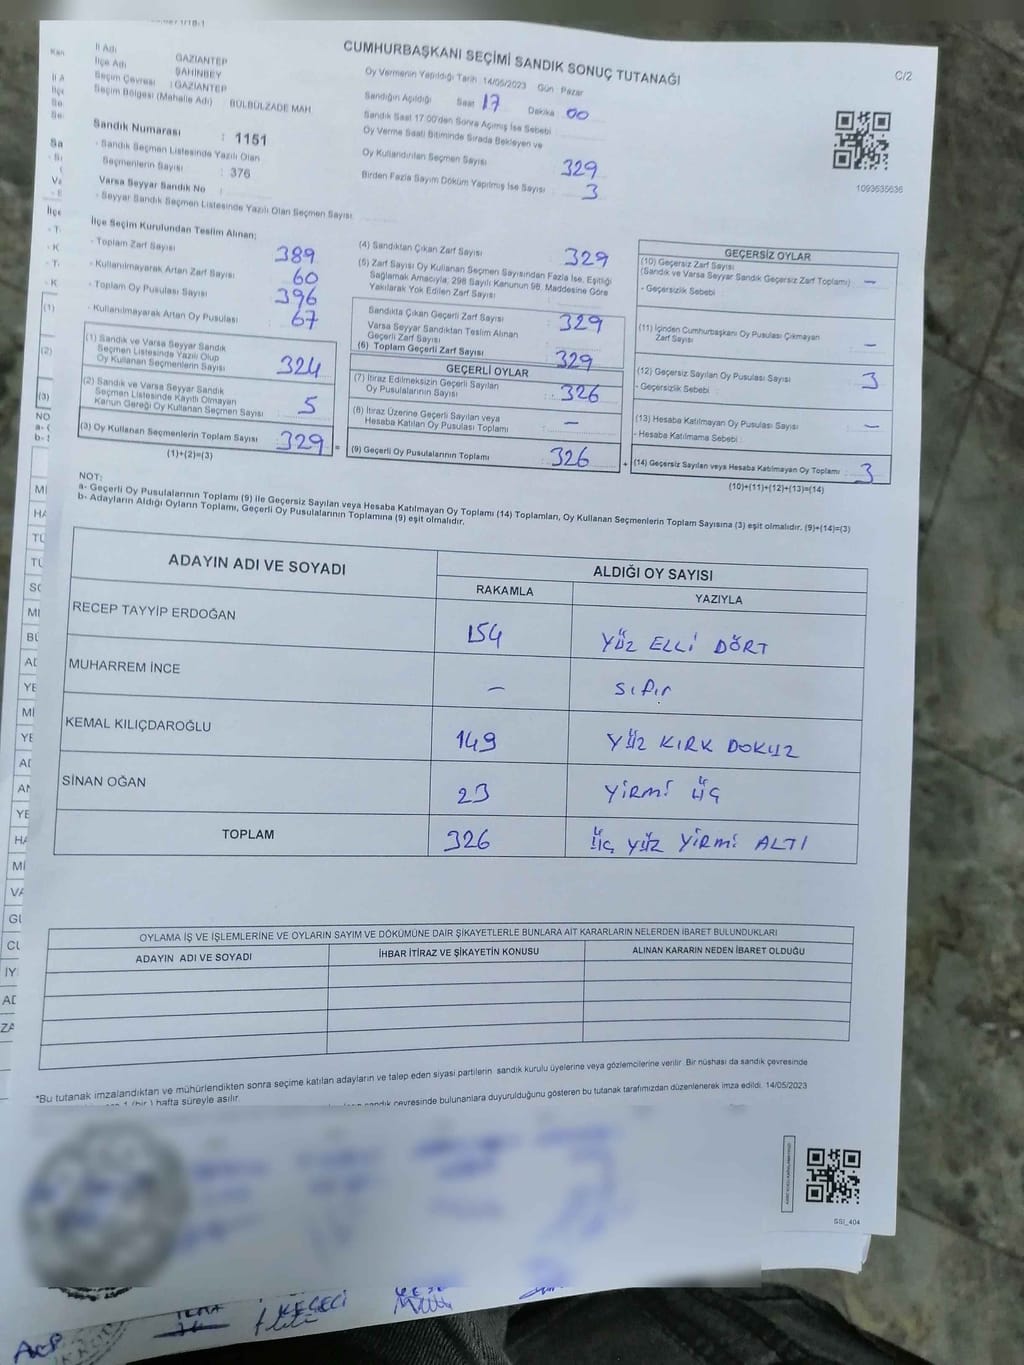 CUMHURBAŞKANI SEÇİMİ SANDIK SONUÇ TUTANAĞI
C/2
İl Adı GAZİANTEP
İlçe Adı ŞAHİNBEY
Seçim Çevresi : GAZİANTEP
Seçim Bölgesi (Mahalle Adı) BÜLBÜLZADE MAH
Sandık Numarası : 1151
- Sandık Seçmen Listesinde Yazılı Olan
Seçmenlerin Sayısı : 376
Varsa Seyyar Sandık No :
- Seyyar Sandık Seçmen Listesinde Yazılı Olan Seçmen Sayısı
Oy Vermenin Yapıldığı Tarih 14/05/2023 Gün Pazar
Sandığın Açıldığı Saat 17 Dakika 00
Sandık Saat 17.00'den Sonra Açımış İse Sebebi
Oy Verme Saati Bitiminde Sırada Bekleyen ve
Oy Kullandırılan Seçmen Sayısı 329
Birden Fazla Sayım Döküm Yapılmış İse Sayısı 3
1093635636
İlçe Seçim Kurulundan Teslim Alınan;
- Toplam Zarf Sayısı 389
- Kullanılmayarak Artan Zarf Sayısı 60
- Toplam Oy Pusulası Sayısı 396
- Kullanılmayarak Artan Oy Pusulası 67
(1) Sandık ve Varsa Seyyar Sandık
Seçmen Listesinde Yazılı Olup
Oy Kullanan Seçmenlerin Sayısı 324
(2) Sandık ve Varsa Seyyar Sandık
Seçmen Listesinde Kayıtlı Olmayan
Kanun Gereği Oy Kullanan Seçmen Sayısı 5
(3) Oy Kullanan Seçmenlerin Toplam Sayısı 329 =
(1)+(2)=(3)
(4) Sandıktan Çıkan Zarf Sayısı 329
(5) Zarf Sayısı Oy Kullanan Seçmen Sayısından Fazla İse, Eşitliği
Sağlamak Amacıyla; 298 Sayılı Kanunun 98. Maddesine Göre
Yakılarak Yok Edilen Zarf Sayısı
Sandıkta Çıkan Geçerli Zarf Sayısı 329
Varsa Seyyar Sandıktan Teslim Alınan
Geçerli Zarf Sayısı
(6) Toplam Geçerli Zarf Sayısı 329
GEÇERLİ OYLAR
(7) İtiraz Edilmeksizin Geçerli Sayılan
Oy Pusulalarının Sayısı : 326
(8) İtiraz Üzerine Geçerli Sayılan veya
Hesaba Katılan Oy Pusulası Toplamı : —
(9) Geçerli Oy Pusulalarının Toplamı 326 +
GEÇERSİZ OYLAR
(10) Geçersiz Zarf Sayısı
(Sandık ve Varsa Seyyar Sandık Geçersiz Zarf Toplamı) —
- Geçersizlik Sebebi
(11) İçinden Cumhurbaşkanı Oy Pusulası Çıkmayan
Zarf Sayısı —
(12) Geçersiz Sayılan Oy Pusulası Sayısı 3
- Geçersizlik Sebebi :
(13) Hesaba Katılmayan Oy Pusulası Sayısı —
- Hesaba Katılmama Sebebi
(14) Geçersiz Sayılan veya Hesaba Katılmayan Oy Toplamı 3
(10)+(11)+(12)+(13)=(14)
NOT:
a- Geçerli Oy Pusulalarının Toplamı (9) ile Geçersiz Sayılan veya Hesaba Katılmayan Oy Toplamı (14) Toplamları, Oy Kullanan Seçmenlerin Toplam Sayısına (3) eşit olmalıdır. (9)+(14)=(3)
b- Adayların Aldığı Oyların Toplamı, Geçerli Oy Pusulalarının Toplamına (9) eşit olmalıdır.
ADAYIN ADI VE SOYADI ALDIĞI OY SAYISI
RAKAMLA YAZIYLA
RECEP TAYYİP ERDOĞAN 154 YÜZ ELLİ DÖRT
MUHARREM İNCE — sıfır
KEMAL KILIÇDAROĞLU 149 YÜZ KIRK DOKUZ
SİNAN OĞAN 23 YİRMİ ÜÇ
TOPLAM 326 ÜÇ YÜZ YİRMİ ALTI
OYLAMA İŞ VE İŞLEMLERİNE VE OYLARIN SAYIM VE DÖKÜMÜNE DAİR ŞİKAYETLERLE BUNLARA AİT KARARLARIN NELERDEN İBARET BULUNDUKLARI
ADAYIN ADI VE SOYADI İHBAR İTİRAZ VE ŞİKAYETİN KONUSU ALINAN KARARIN NEDEN İBARET OLDUĞU
*Bu tutanak imzalandıktan ve mühürlendikten sonra seçime katılan adayların ve talep eden siyasi partilerin sandık kurulu üyelerine veya gözlemcilerine verilir. Bir nüshası da sandık çevresinde
1 (bir) hafta süreyle asılır.
sandık çevresinde bulunanlara duyurulduğunu gösteren bu tutanak tarafımızdan düzenlenerek imza edildi. 14/05/2023
SSI_404
KEÇECİ